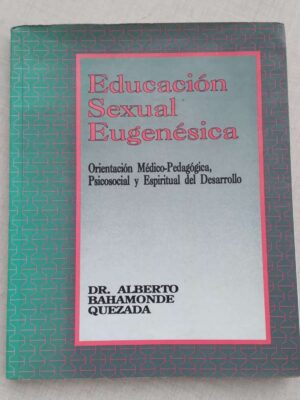 Educación
Sexual
Eugenésica
Orientación Médico-Pedagógica,
Psicosocial y Espiritual del Desarrollo
DR. ALBERTO
BAHAMONDE
QUEZADA